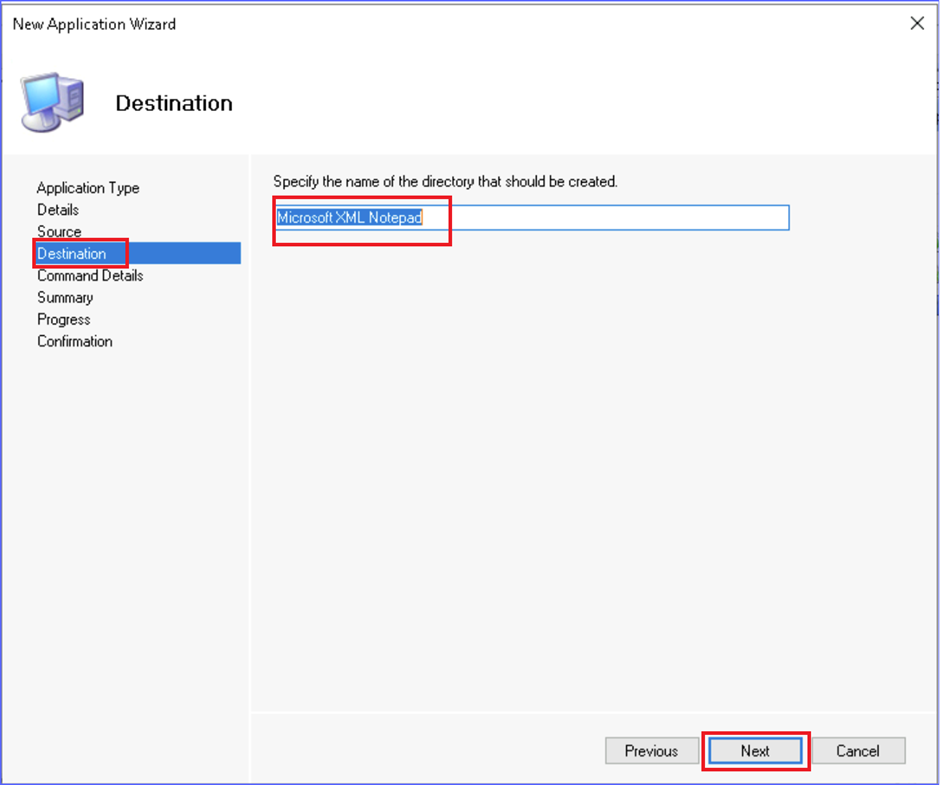 New Application Wizard
Destination
Application Type
Details
Source
Destination
Command Details
Summary
Progress
Confirmation
Specify the name of the directory that should be created.
Microsoft XML Notepad
Previous
Next
Cancel